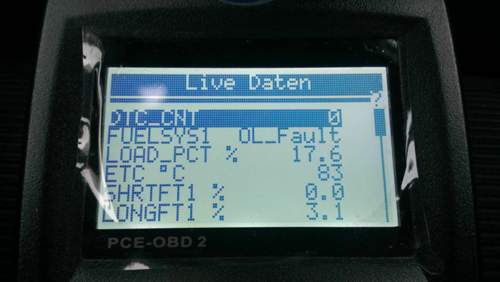 Live Daten
?
DTC_CNT 0
FUELSYS1 OL_Fault
LOAD_PCT % 17.6
ETC °C 83
SHRTFT1 % 0.0
LONGFT1 % 3.1
PCE-OBD 2